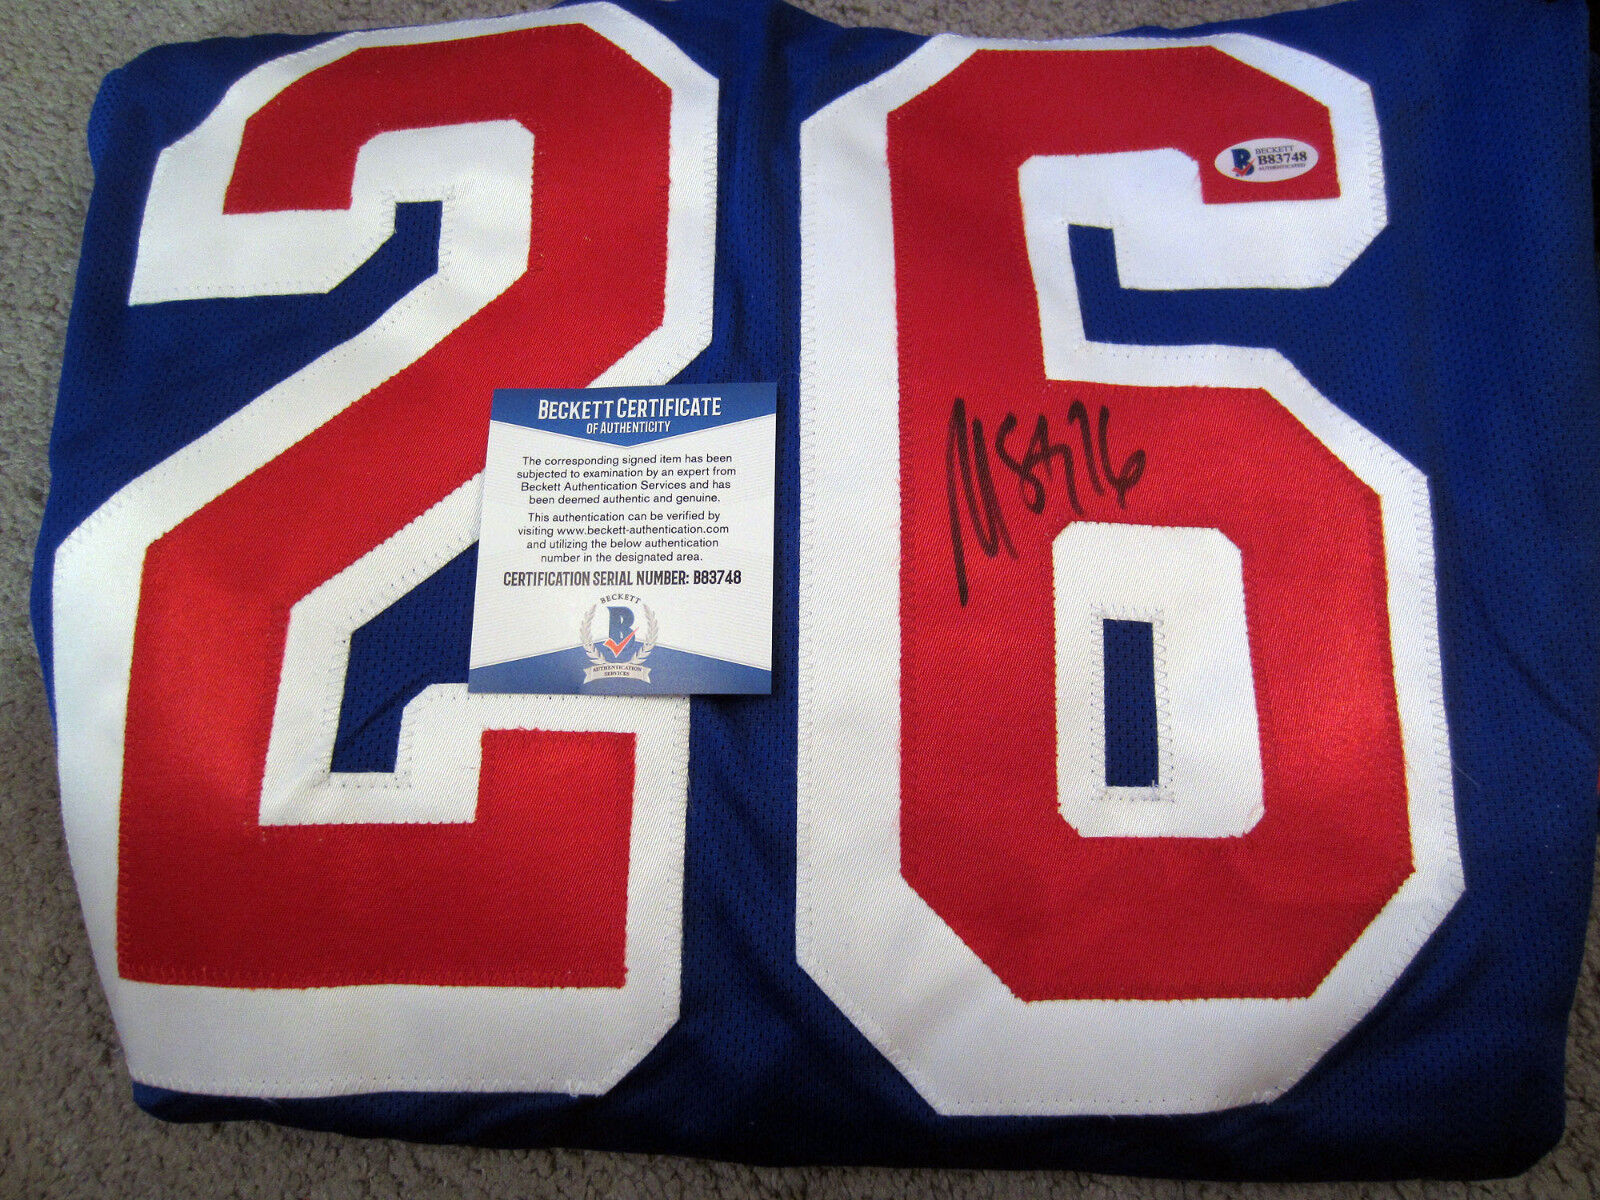 26
BECKETT
B83748
AUTHENTICATED
BECKETT CERTIFICATE
OF AUTHENTICITY
The corresponding signed item has been
subjected to examination by an expert from
Beckett Authentication Services and has
been deemed authentic and genuine.
This authentication can be verified by
visiting www.beckett-authentication.com
and utilizing the below authentication
number in the designated area.
CERTIFICATION SERIAL NUMBER: B83748
BECKETT
B
AUTHENTICATION
SERVICES